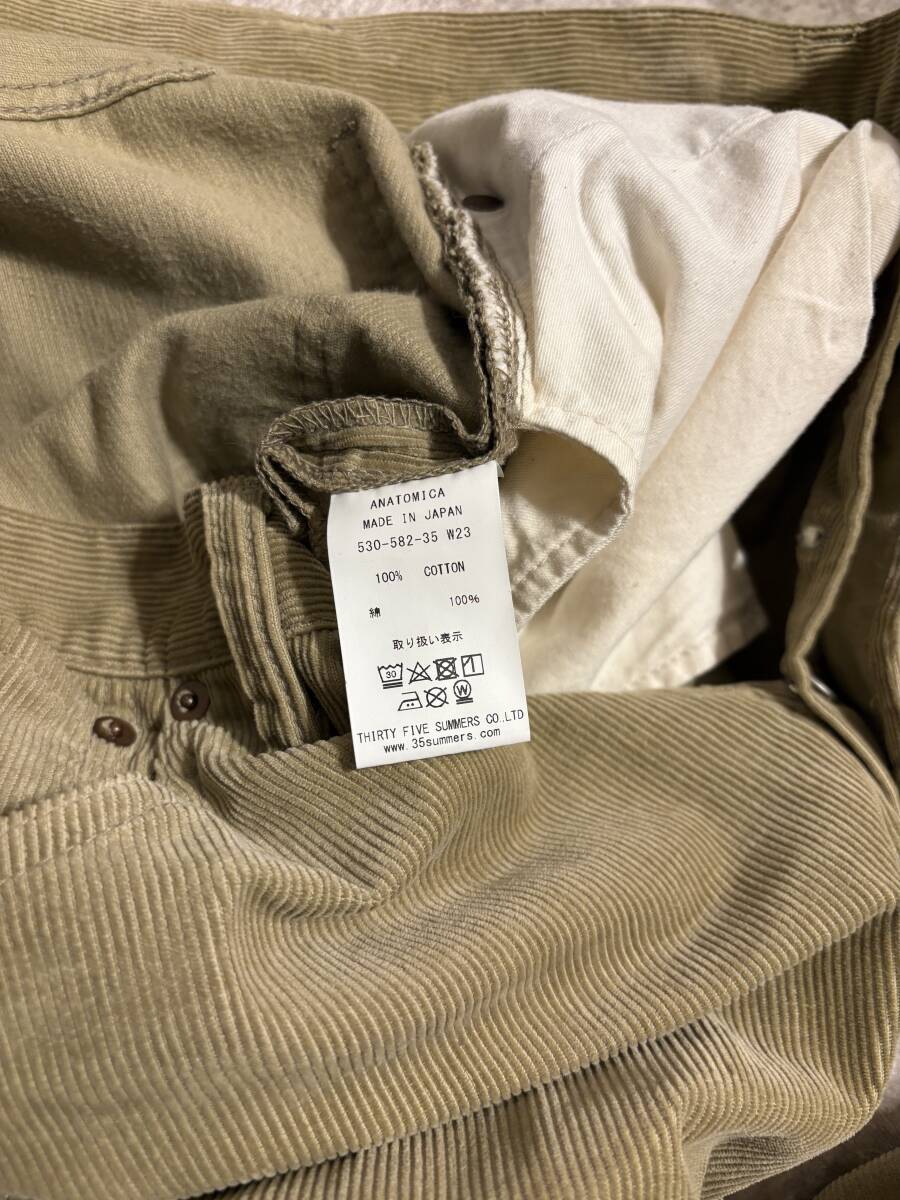 ANATOMICA
MADE IN JAPAN
530-582-35 W23
100% COTTON
綿 100%
取り扱い表示
30
W
THIRTY FIVE SUMMERS CO.,LTD
www.35summers.com